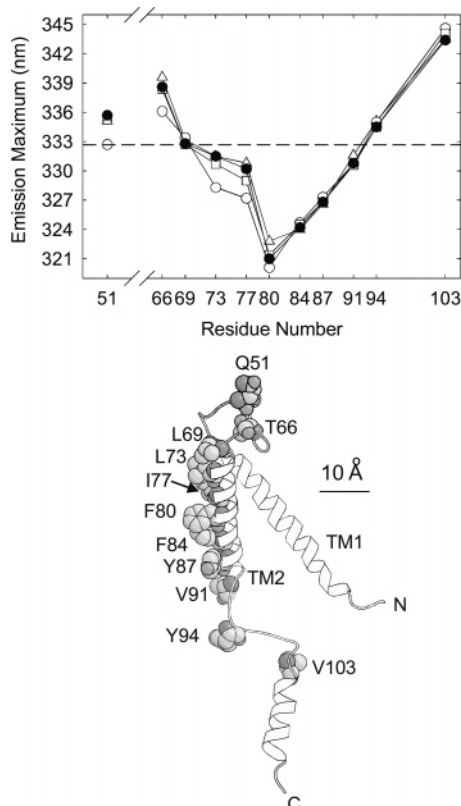 345
342
339
336
333
330
327
324
321
Emission Maximum (nm)
51 66 69 73 77 80 84 87 91 94 103
Residue Number
Q51
T66
L69
L73
I77
10 Å
F80
F84
TM1
Y87
TM2
V91
N
Y94
V103
C